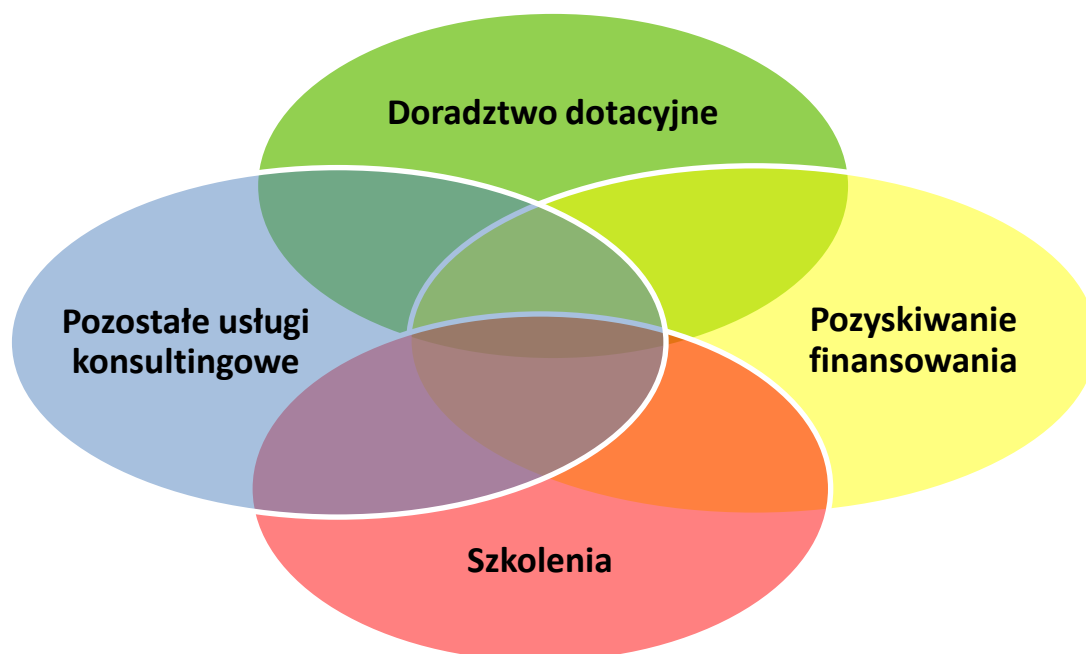 Doradztwo dotacyjne
Pozostałe usługi
konsultingowe
Pozyskiwanie
finansowania
Szkolenia